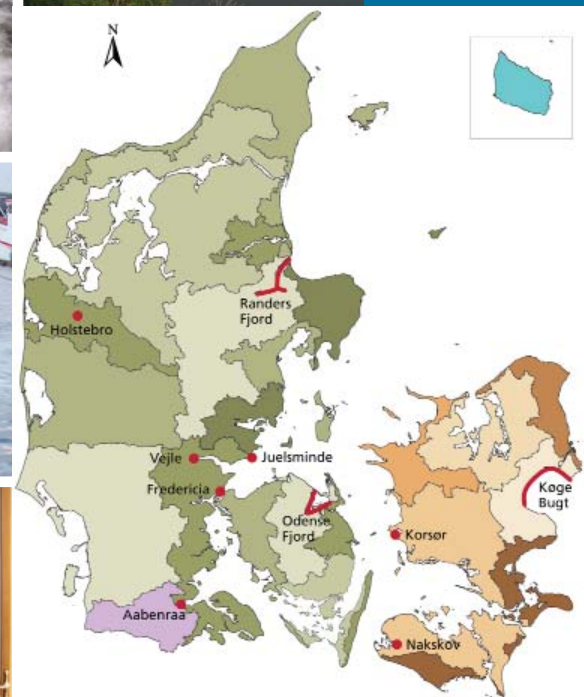 N
Randers
Fjord
Holstebro
Vejle
Juelsminde
Fredericia
Odense
Fjord
Køge
Bugt
Korsør
Aabenraa
Nakskov